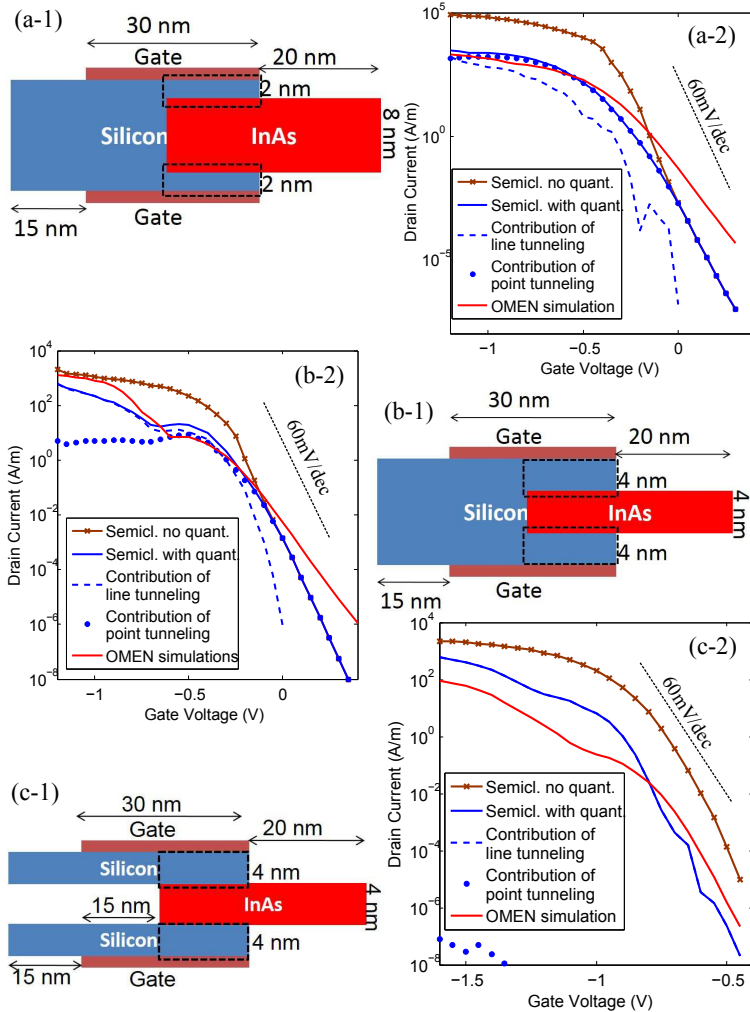 (a-1)
30 nm
Gate
20 nm
2 nm
Silicon
InAs
8 nm
2 nm
Gate
15 nm
(a-2)
10^5
10^0
10^-5
Drain Current (A/m)
60mV/dec
Semicl. no quant.
Semicl. with quant.
Contribution of
line tunneling
Contribution of
point tunneling
OMEN simulation
−1
−0.5
0
Gate Voltage (V)
(b-2)
10^4
10^2
10^0
10^-2
10^-4
10^-6
10^-8
Drain Current (A/m)
60mV/dec
Semicl. no quant.
Semicl. with quant.
Contribution of
line tunneling
Contribution of
point tunneling
OMEN simulations
−1
−0.5
0
Gate Voltage (V)
(b-1)
30 nm
Gate
20 nm
4 nm
Silicon
InAs
4 nm
4 nm
Gate
15 nm
(c-1)
30 nm
Gate
20 nm
Silicon
4 nm
InAs
4 nm
15 nm
Silicon
4 nm
15 nm
Gate
(c-2)
10^4
10^2
10^0
10^-2
10^-4
10^-6
10^-8
Drain Current (A/m)
60mV/dec
Semicl. no quant.
Semicl. with quant.
Contribution of
line tunneling
Contribution of
point tunneling
OMEN simulation
−1.5
−1
−0.5
Gate Voltage (V)